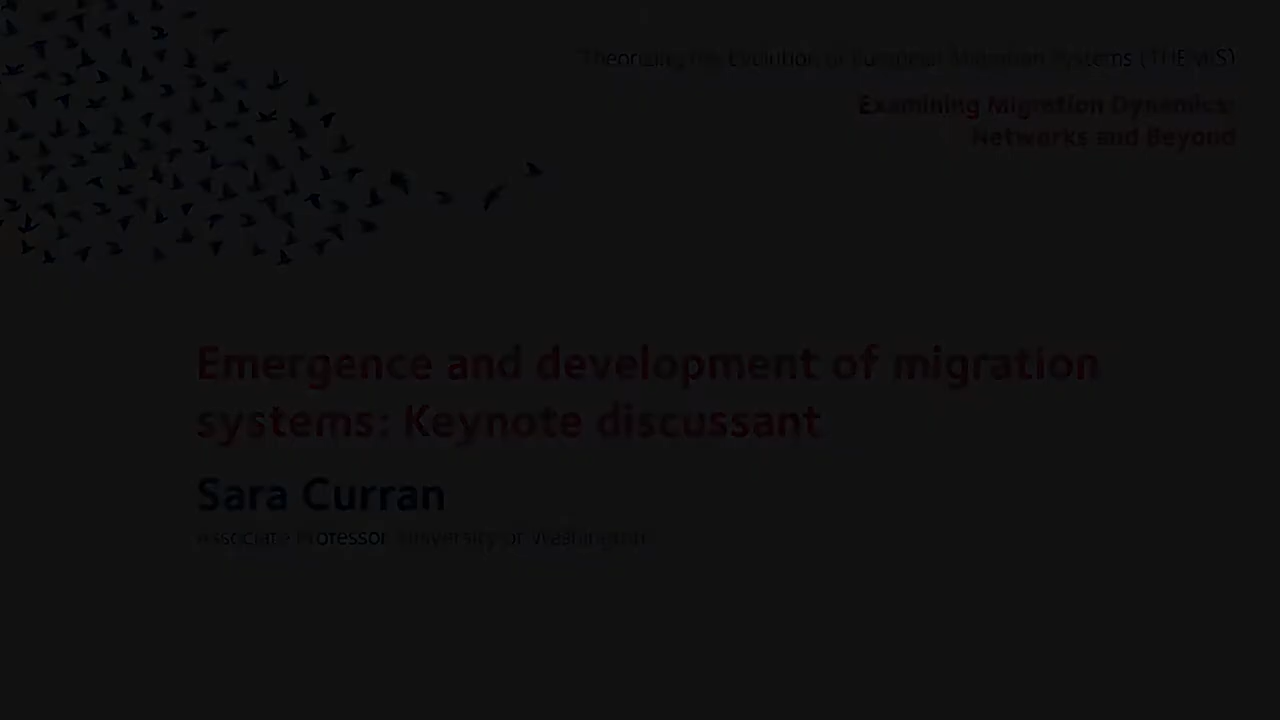 Theorizing the Evolution of European Migration Systems (THEMIS)
Examining Migration Dynamics:
Networks and Beyond
Emergence and development of migration
systems: Keynote discussant
Sara Curran
Associate Professor, University of Washington